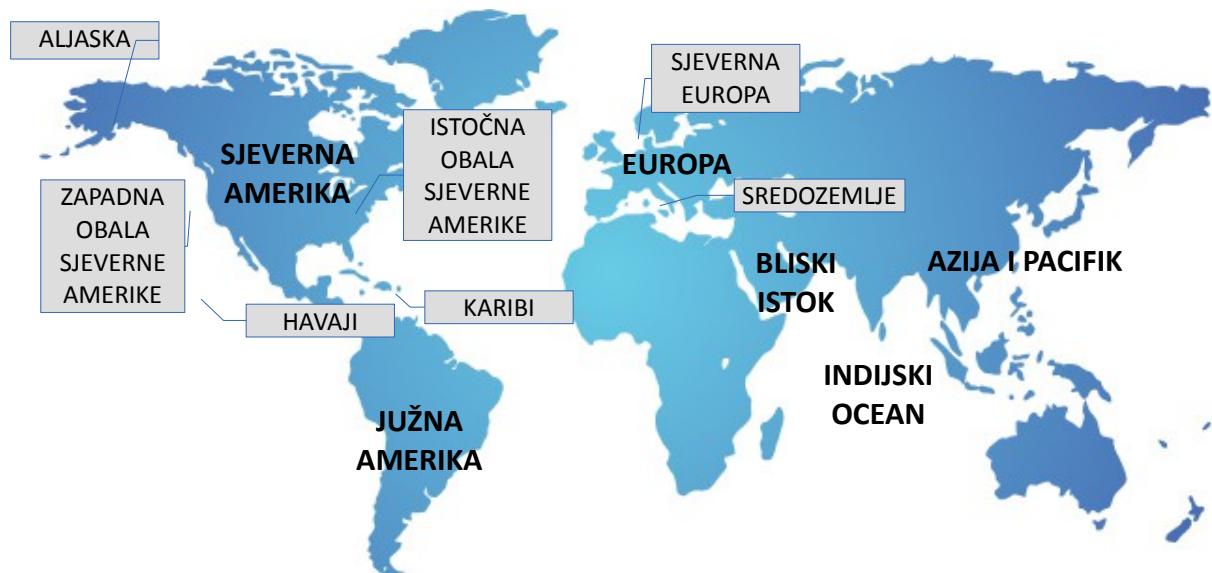 ALJASKA
SJEVERNA
EUROPA
ISTOČNA
OBALA
SJEVERNE
AMERIKE
SJEVERNA
AMERIKA
EUROPA
ZAPADNA
OBALA
SJEVERNE
AMERIKE
SREDOZEMLJE
BLISKI
ISTOK
AZIJA I PACIFIK
HAVAJI
KARIBI
INDIJSKI
OCEAN
JUŽNA
AMERIKA